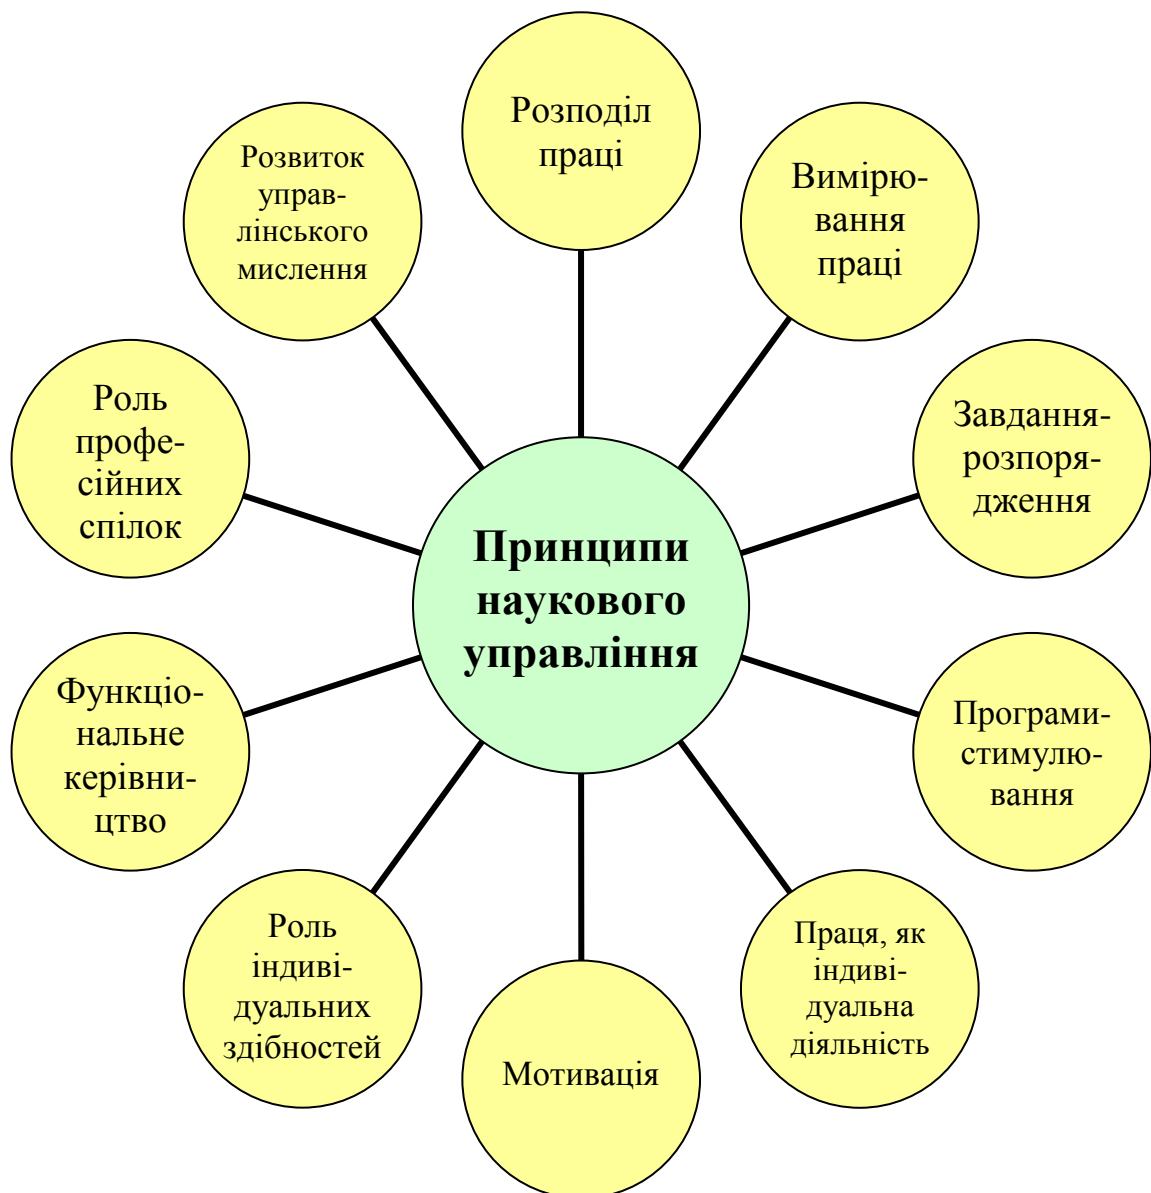 Розподіл
праці
Вимірю-
вання
праці
Завдання-
розпоря-
дження
Програми-
стимулю-
вання
Праця, як
індиві-
дуальна
діяльність
Мотивація
Роль
індиві-
дуальних
здібностей
Функціо-
нальне
керівни-
цтво
Роль
профе-
сійних
спілок
Розвиток
управ-
лінського
мислення
Принципи
наукового
управління